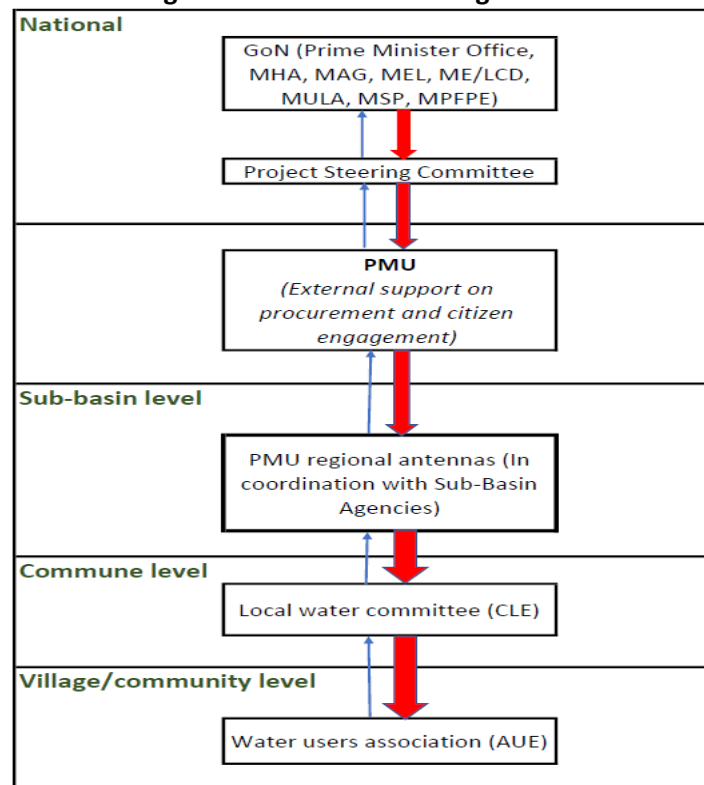 National
GoN (Prime Minister Office,
MHA, MAG, MEL, ME/LCD,
MULA, MSP, MPFPE)
Project Steering Committee
PMU
(External support on
procurement and citizen
engagement)
Sub-basin level
PMU regional antennas (In
coordination with Sub-Basin
Agencies)
Commune level
Local water committee (CLE)
Village/community level
Water users association (AUE)